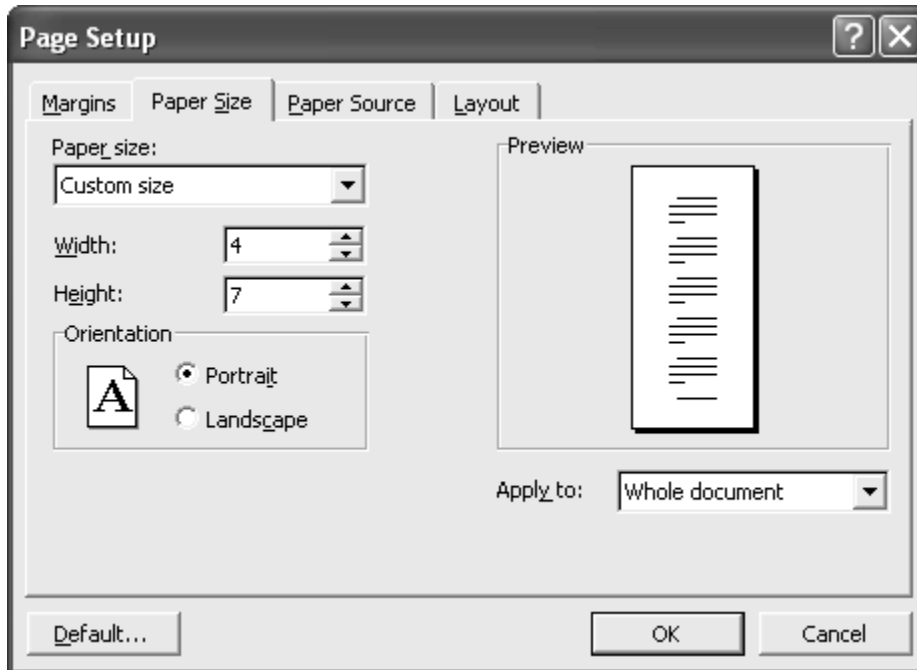 Page Setup
Margins Paper Size Paper Source Layout
Paper size:
Custom size
Width: 4
Height: 7
Orientation
A Portrait
Landscape
Preview
Apply to: Whole document
Default... OK Cancel